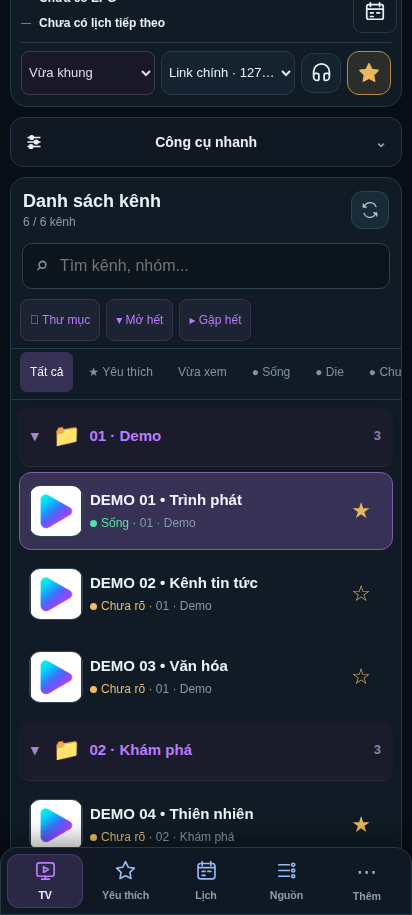 Chưa có lịch tiếp theo
Vừa khung
Link chính · 127...
Công cụ nhanh
Danh sách kênh
6 / 6 kênh
Tìm kênh, nhóm...
Thư mục
▾ Mở hết
▸ Gập hết
Tất cả
★ Yêu thích
Vừa xem
● Sống
● Die
● Chu
▼ 📁 01 · Demo
3
DEMO 01 • Trình phát
● Sống · 01 · Demo
DEMO 02 • Kênh tin tức
● Chưa rõ · 01 · Demo
DEMO 03 • Văn hóa
● Chưa rõ · 01 · Demo
▼ 📁 02 · Khám phá
3
DEMO 04 • Thiên nhiên
● Chưa rõ · 02 · Khám phá
TV
Yêu thích
Lịch
Nguồn
Thêm